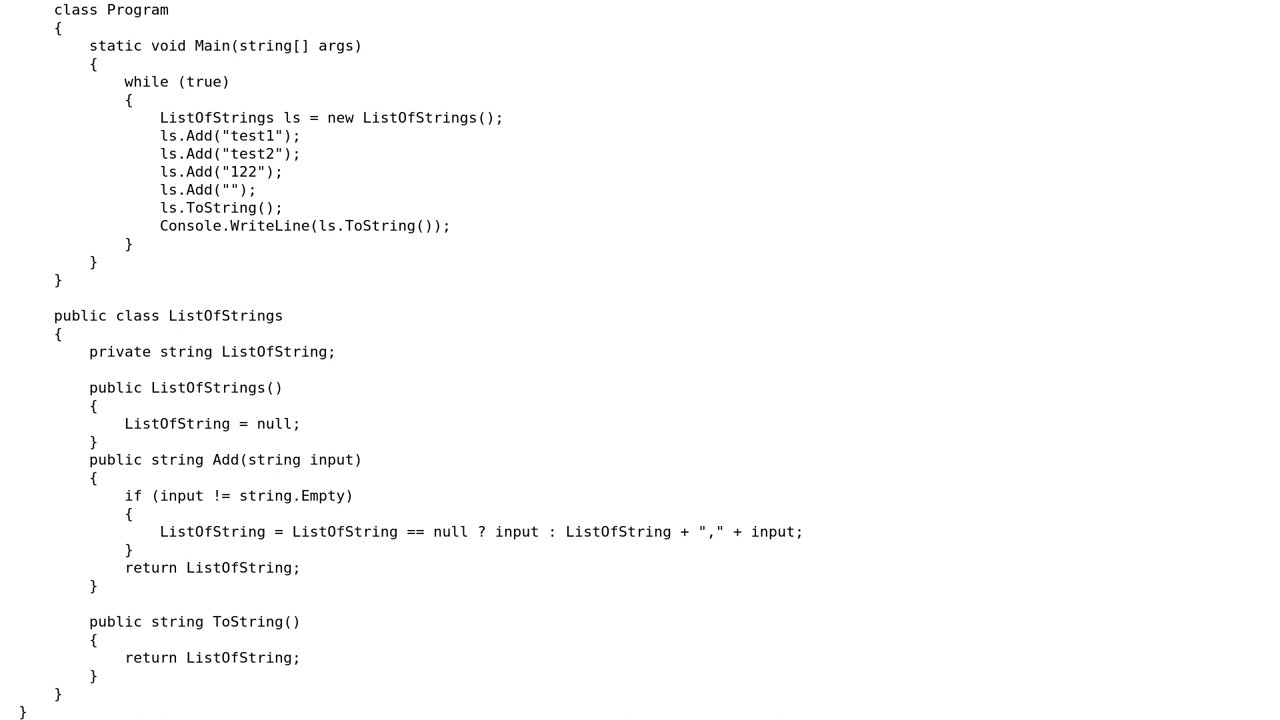 class Program
{
static void Main(string[] args)
{
while (true)
{
ListOfStrings ls = new ListOfStrings();
ls.Add("test1");
ls.Add("test2");
ls.Add("122");
ls.Add("");
ls.ToString();
Console.WriteLine(ls.ToString());
}
}
}
public class ListOfStrings
{
private string ListOfString;
public ListOfStrings()
{
ListOfString = null;
}
public string Add(string input)
{
if (input != string.Empty)
{
ListOfString = ListOfString == null ? input : ListOfString + "," + input;
}
return ListOfString;
}
public string ToString()
{
return ListOfString;
}
}
}